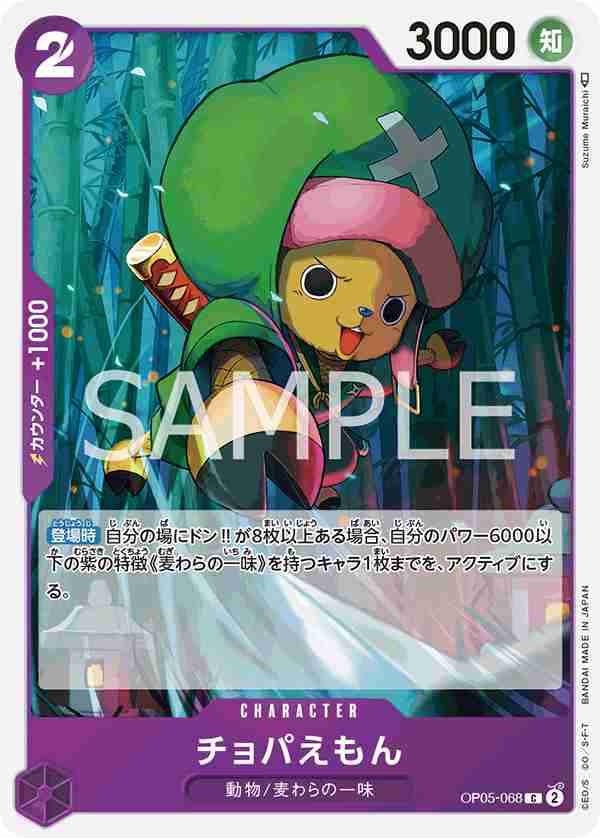 2
3000
知
Suzume Muraichi
カウンター +1000
SAMPLE
登場時 自分の場にドン!!が8枚以上ある場合、自分のパワー6000以
下の紫の特徴《麦わらの一味》を持つキャラ1枚までを、アクティブにす
る。
CHARACTER
チョパえもん
動物/麦わらの一味
OP05-068 C 2
©E.O/S ©O/S・F・T BANDAI MADE IN JAPAN